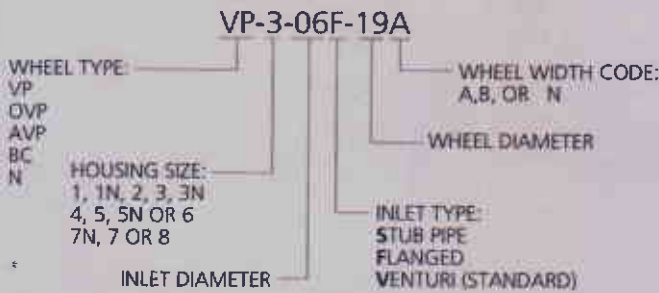 VP-3-06F-19A
WHEEL TYPE:
VP
OVP
AVP
BC
N
HOUSING SIZE:
1, 1N, 2, 3, 3N
4, 5, 5N OR 6
7N, 7 OR 8
INLET DIAMETER
WHEEL WIDTH CODE:
A,B, OR N
WHEEL DIAMETER
INLET TYPE:
STUB PIPE
FLANGED
VENTURI (STANDARD)